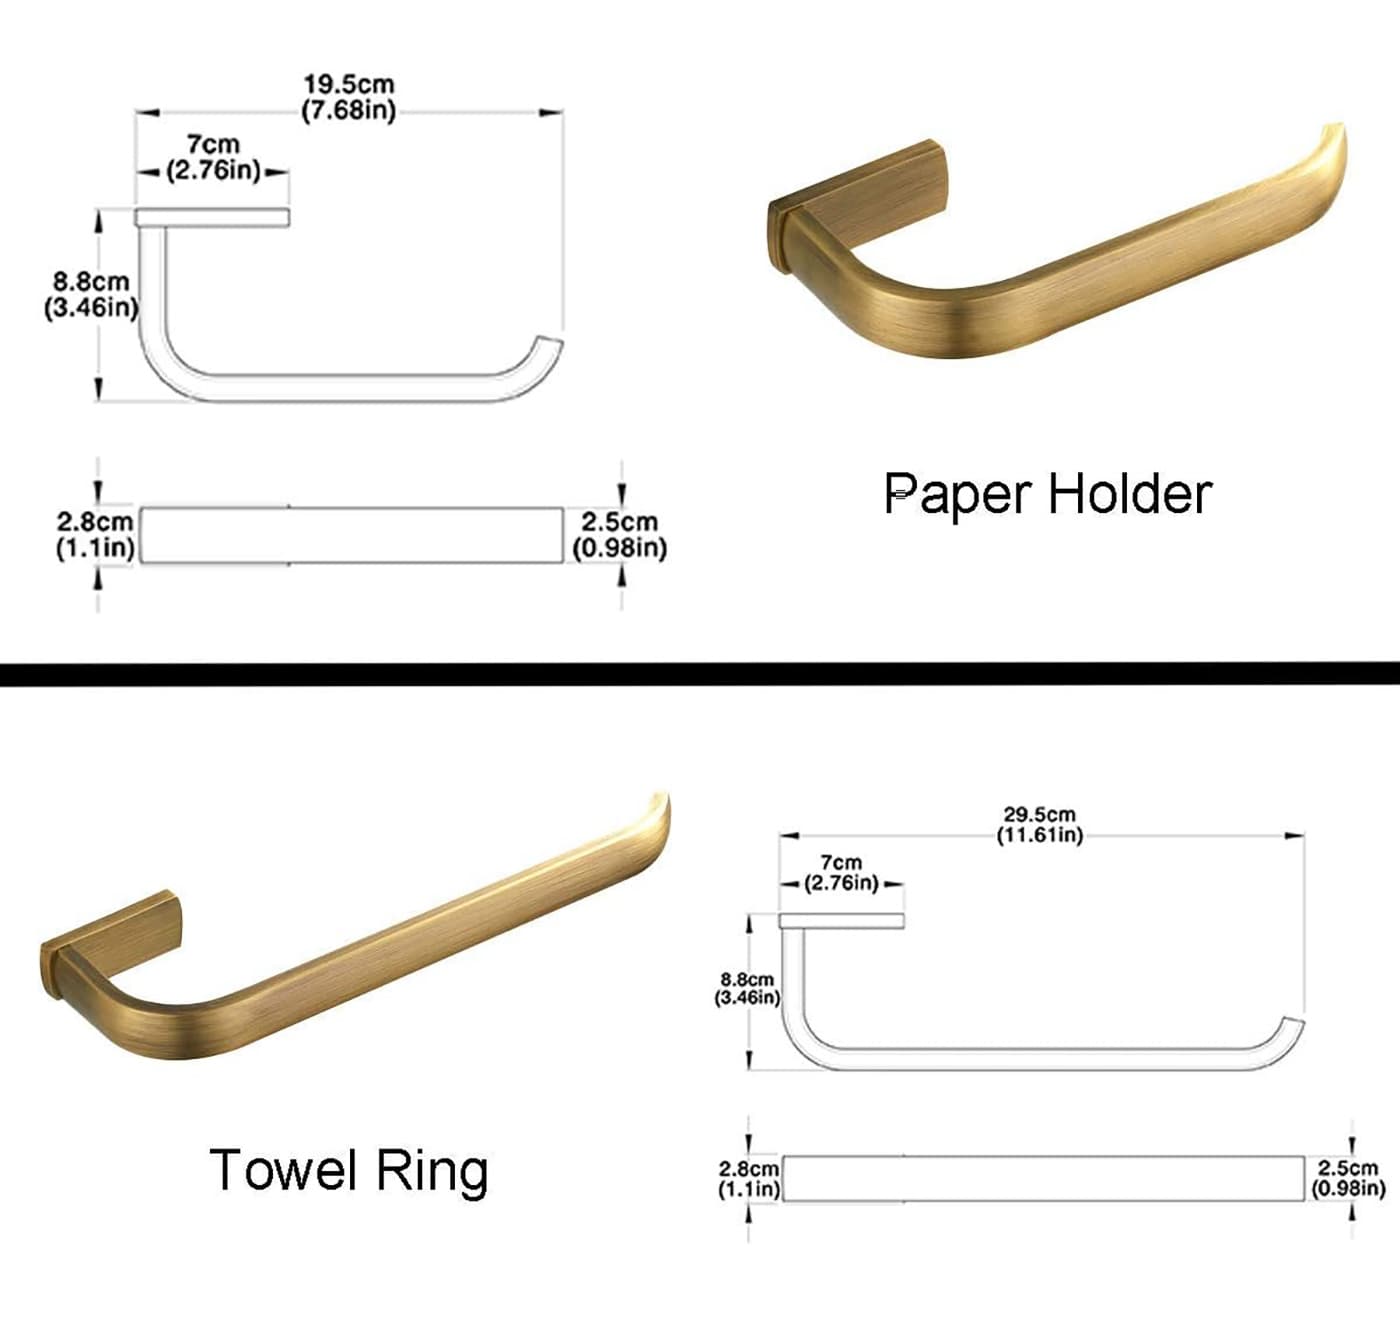 19.5cm
(7.68in)
7cm
(2.76in)
8.8cm
(3.46in)
2.8cm
(1.1in)
2.5cm
(0.98in)
Paper Holder
Towel Ring
29.5cm
(11.61in)
7cm
(2.76in)
8.8cm
(3.46in)
2.8cm
(1.1in)
2.5cm
(0.98in)